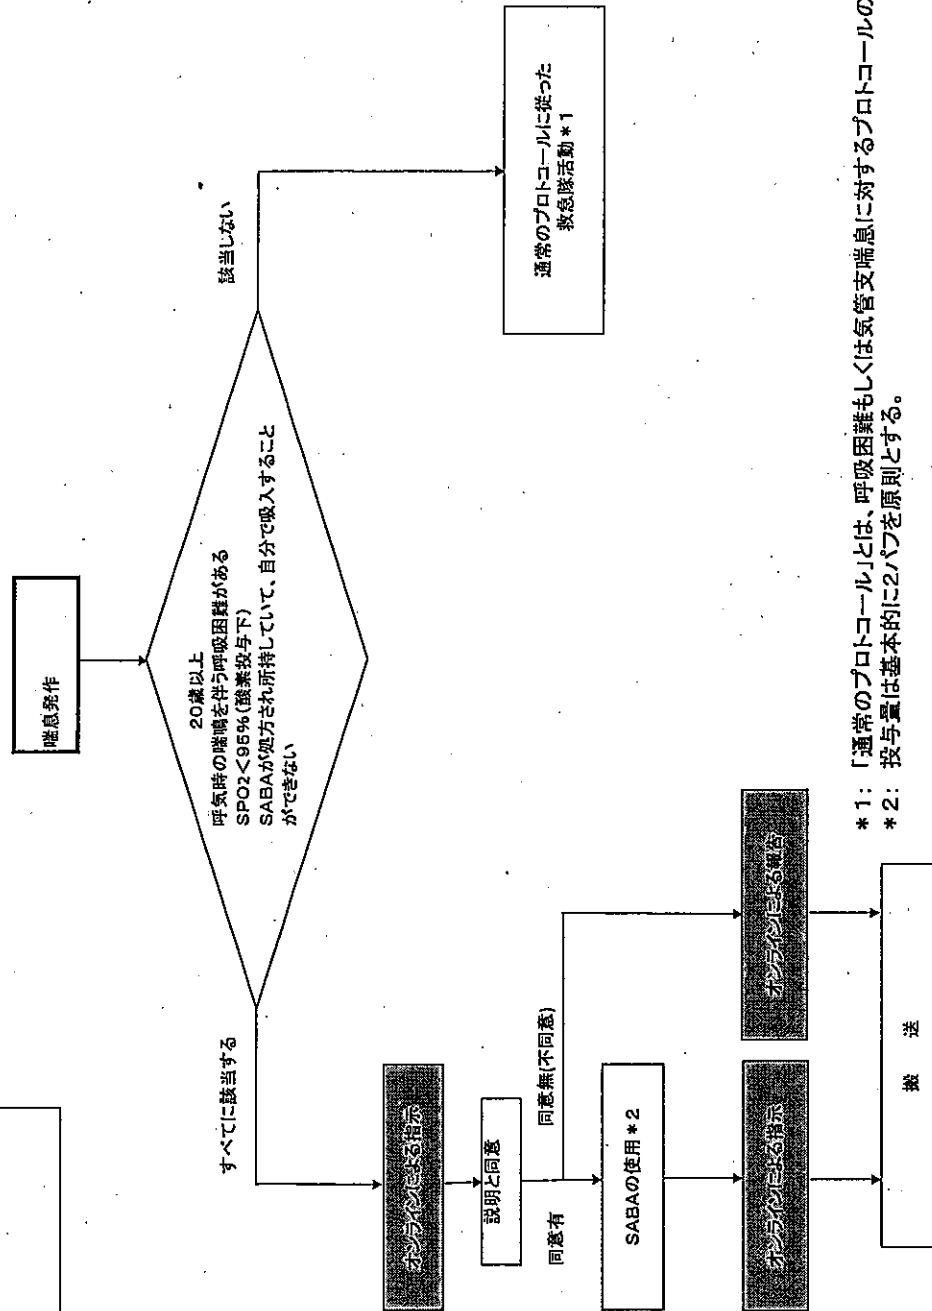 喘息発作
20歳以上
呼気時の喘鳴を伴う呼吸困難がある
SPO2<95%(酸素投与下)
SABAが処方され所持していて、自分で吸入すること
ができない
すべてに該当する
該当しない
オンラインによる指示
通常のプロトコールに従った
救急隊活動*1
説明と同意
同意有
同意無(不同意)
SABAの使用*2
オンラインによる指示
オンラインによる報告
搬 送
*1: 「通常のプロトコール」とは、呼吸困難もしくは気管支喘息に対するプロトコールの
*2: 投与量は基本的に2パフを原則とする。